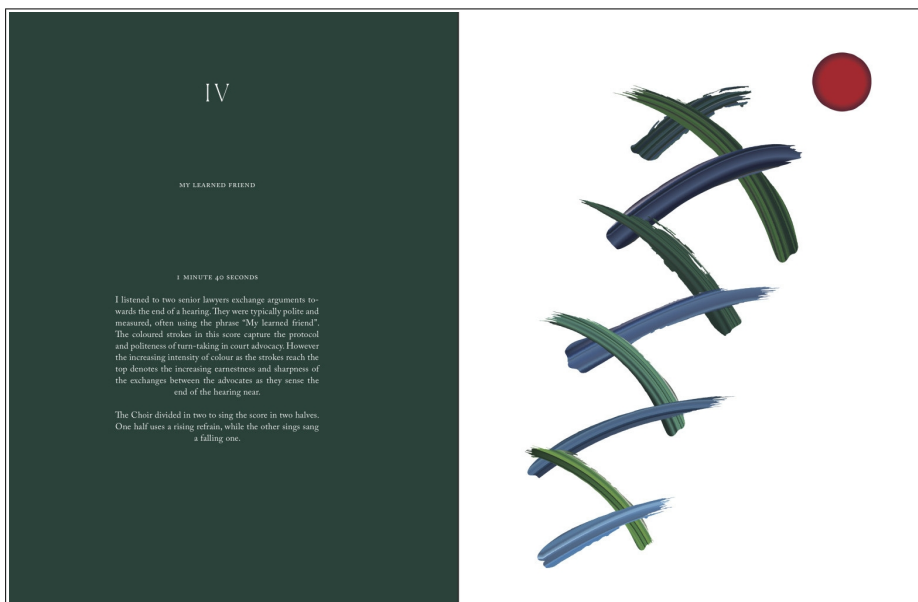 IV
MY LEARNED FRIEND
1 MINUTE 40 SECONDS
I listened to two senior lawyers exchange arguments to-
wards the end of a hearing. They were typically polite and
measured, often using the phrase “My learned friend”.
The coloured strokes in this score capture the protocol
and politeness of turn-taking in court advocacy. However
the increasing intensity of colour as the strokes reach the
top denotes the increasing earnestness and sharpness of
the exchanges between the advocates as they sense the
end of the hearing near.
The Choir divided in two to sing the score in two halves.
One half uses a rising refrain, while the other sings sang
a falling one.